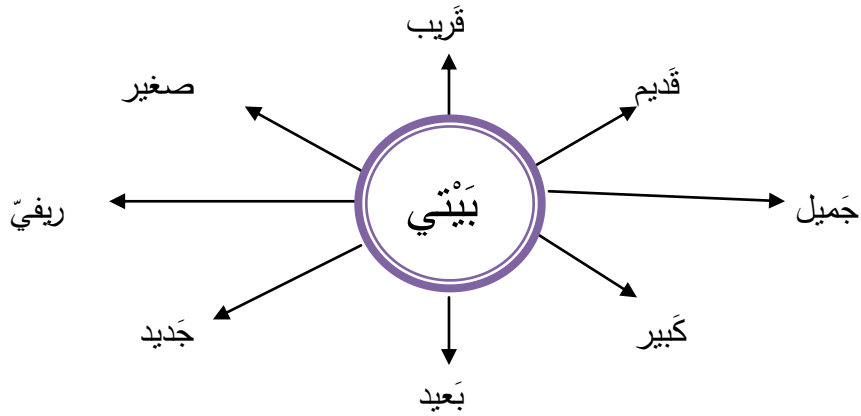 قَريب
قَديم
صغير
بَيْتي
جَميل
ريفيّ
كَبير
جَديد
بَعيد